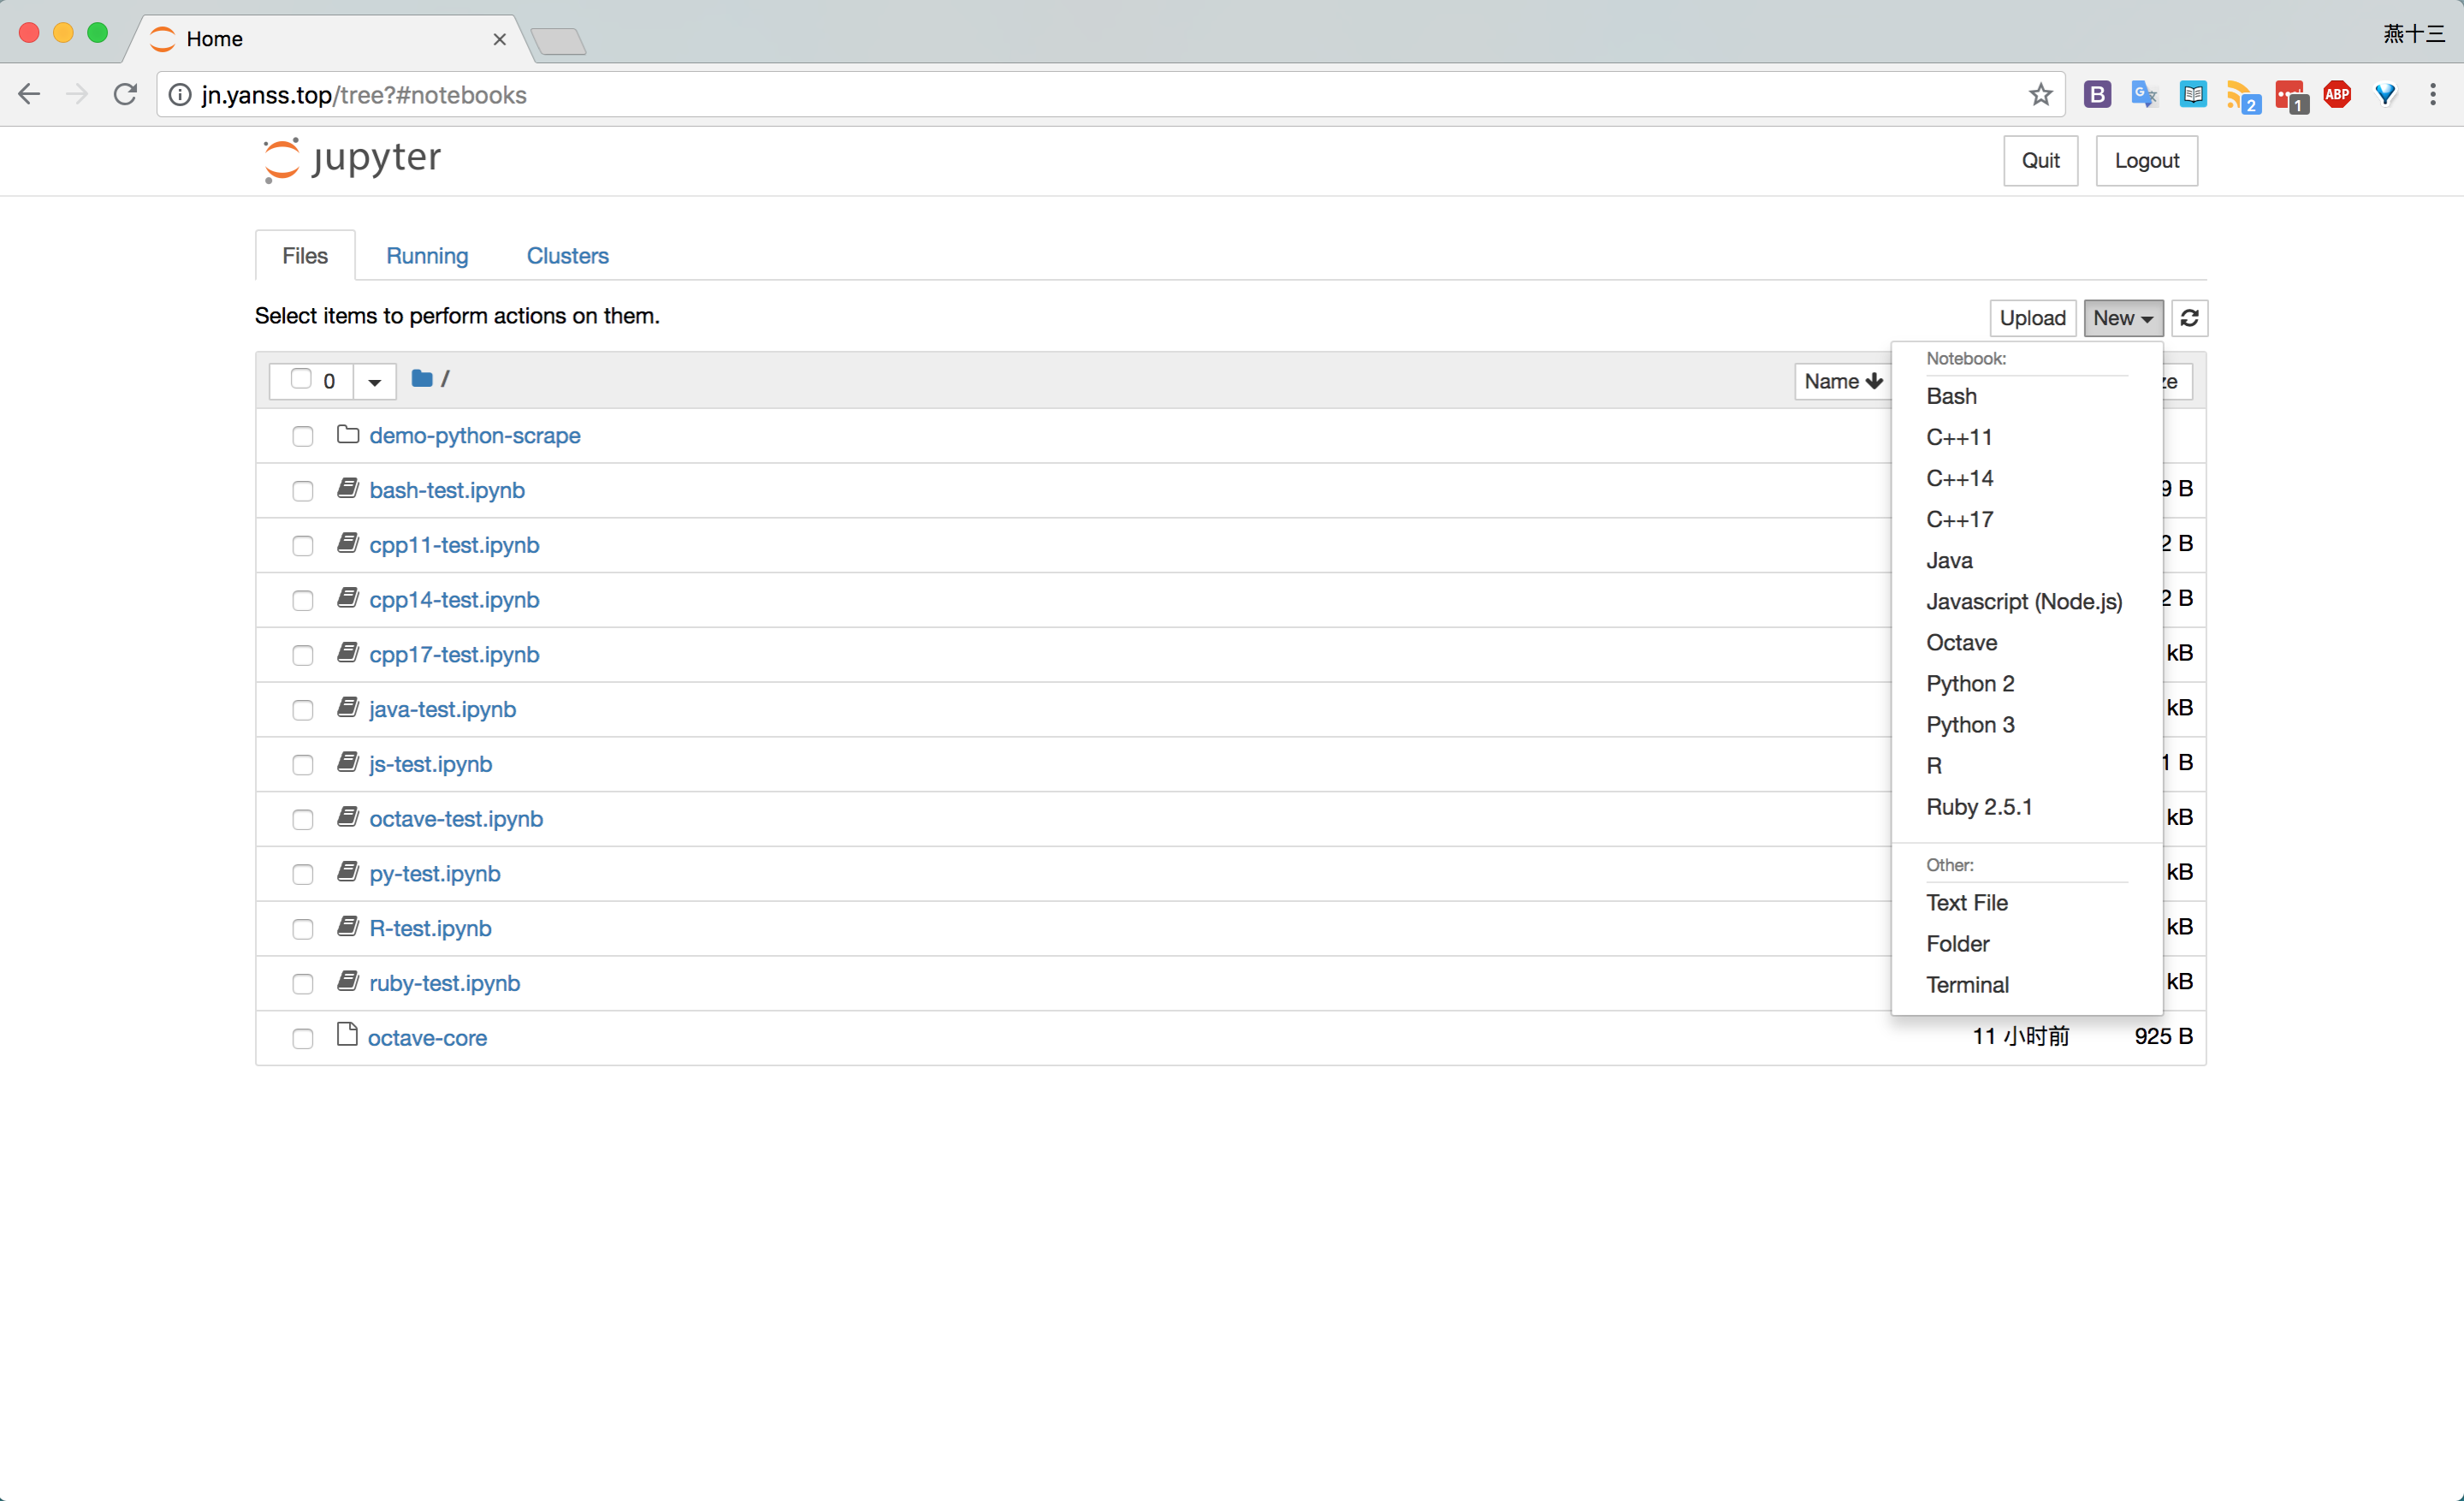 Home
燕十三
jn.yanss.top/tree?#notebooks
B
G
2
1
ABP
jupyter
Quit
Logout
Files
Running
Clusters
Select items to perform actions on them.
Upload
New
0
/
Name
demo-python-scrape
bash-test.ipynb
9 B
cpp11-test.ipynb
2 B
cpp14-test.ipynb
2 B
cpp17-test.ipynb
kB
java-test.ipynb
kB
js-test.ipynb
1 B
octave-test.ipynb
kB
py-test.ipynb
kB
R-test.ipynb
kB
ruby-test.ipynb
kB
octave-core
11 小时前
925 B
Notebook:
Bash
C++11
C++14
C++17
Java
Javascript (Node.js)
Octave
Python 2
Python 3
R
Ruby 2.5.1
Other:
Text File
Folder
Terminal